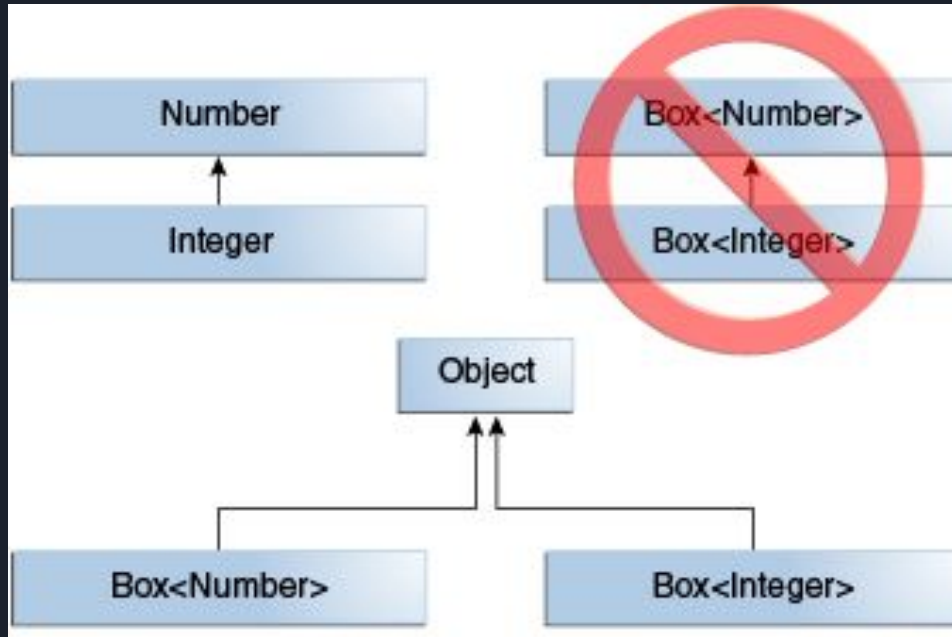 Number
Box<Number>
Integer
Box<Integer>
Object
Box<Number>
Box<Integer>